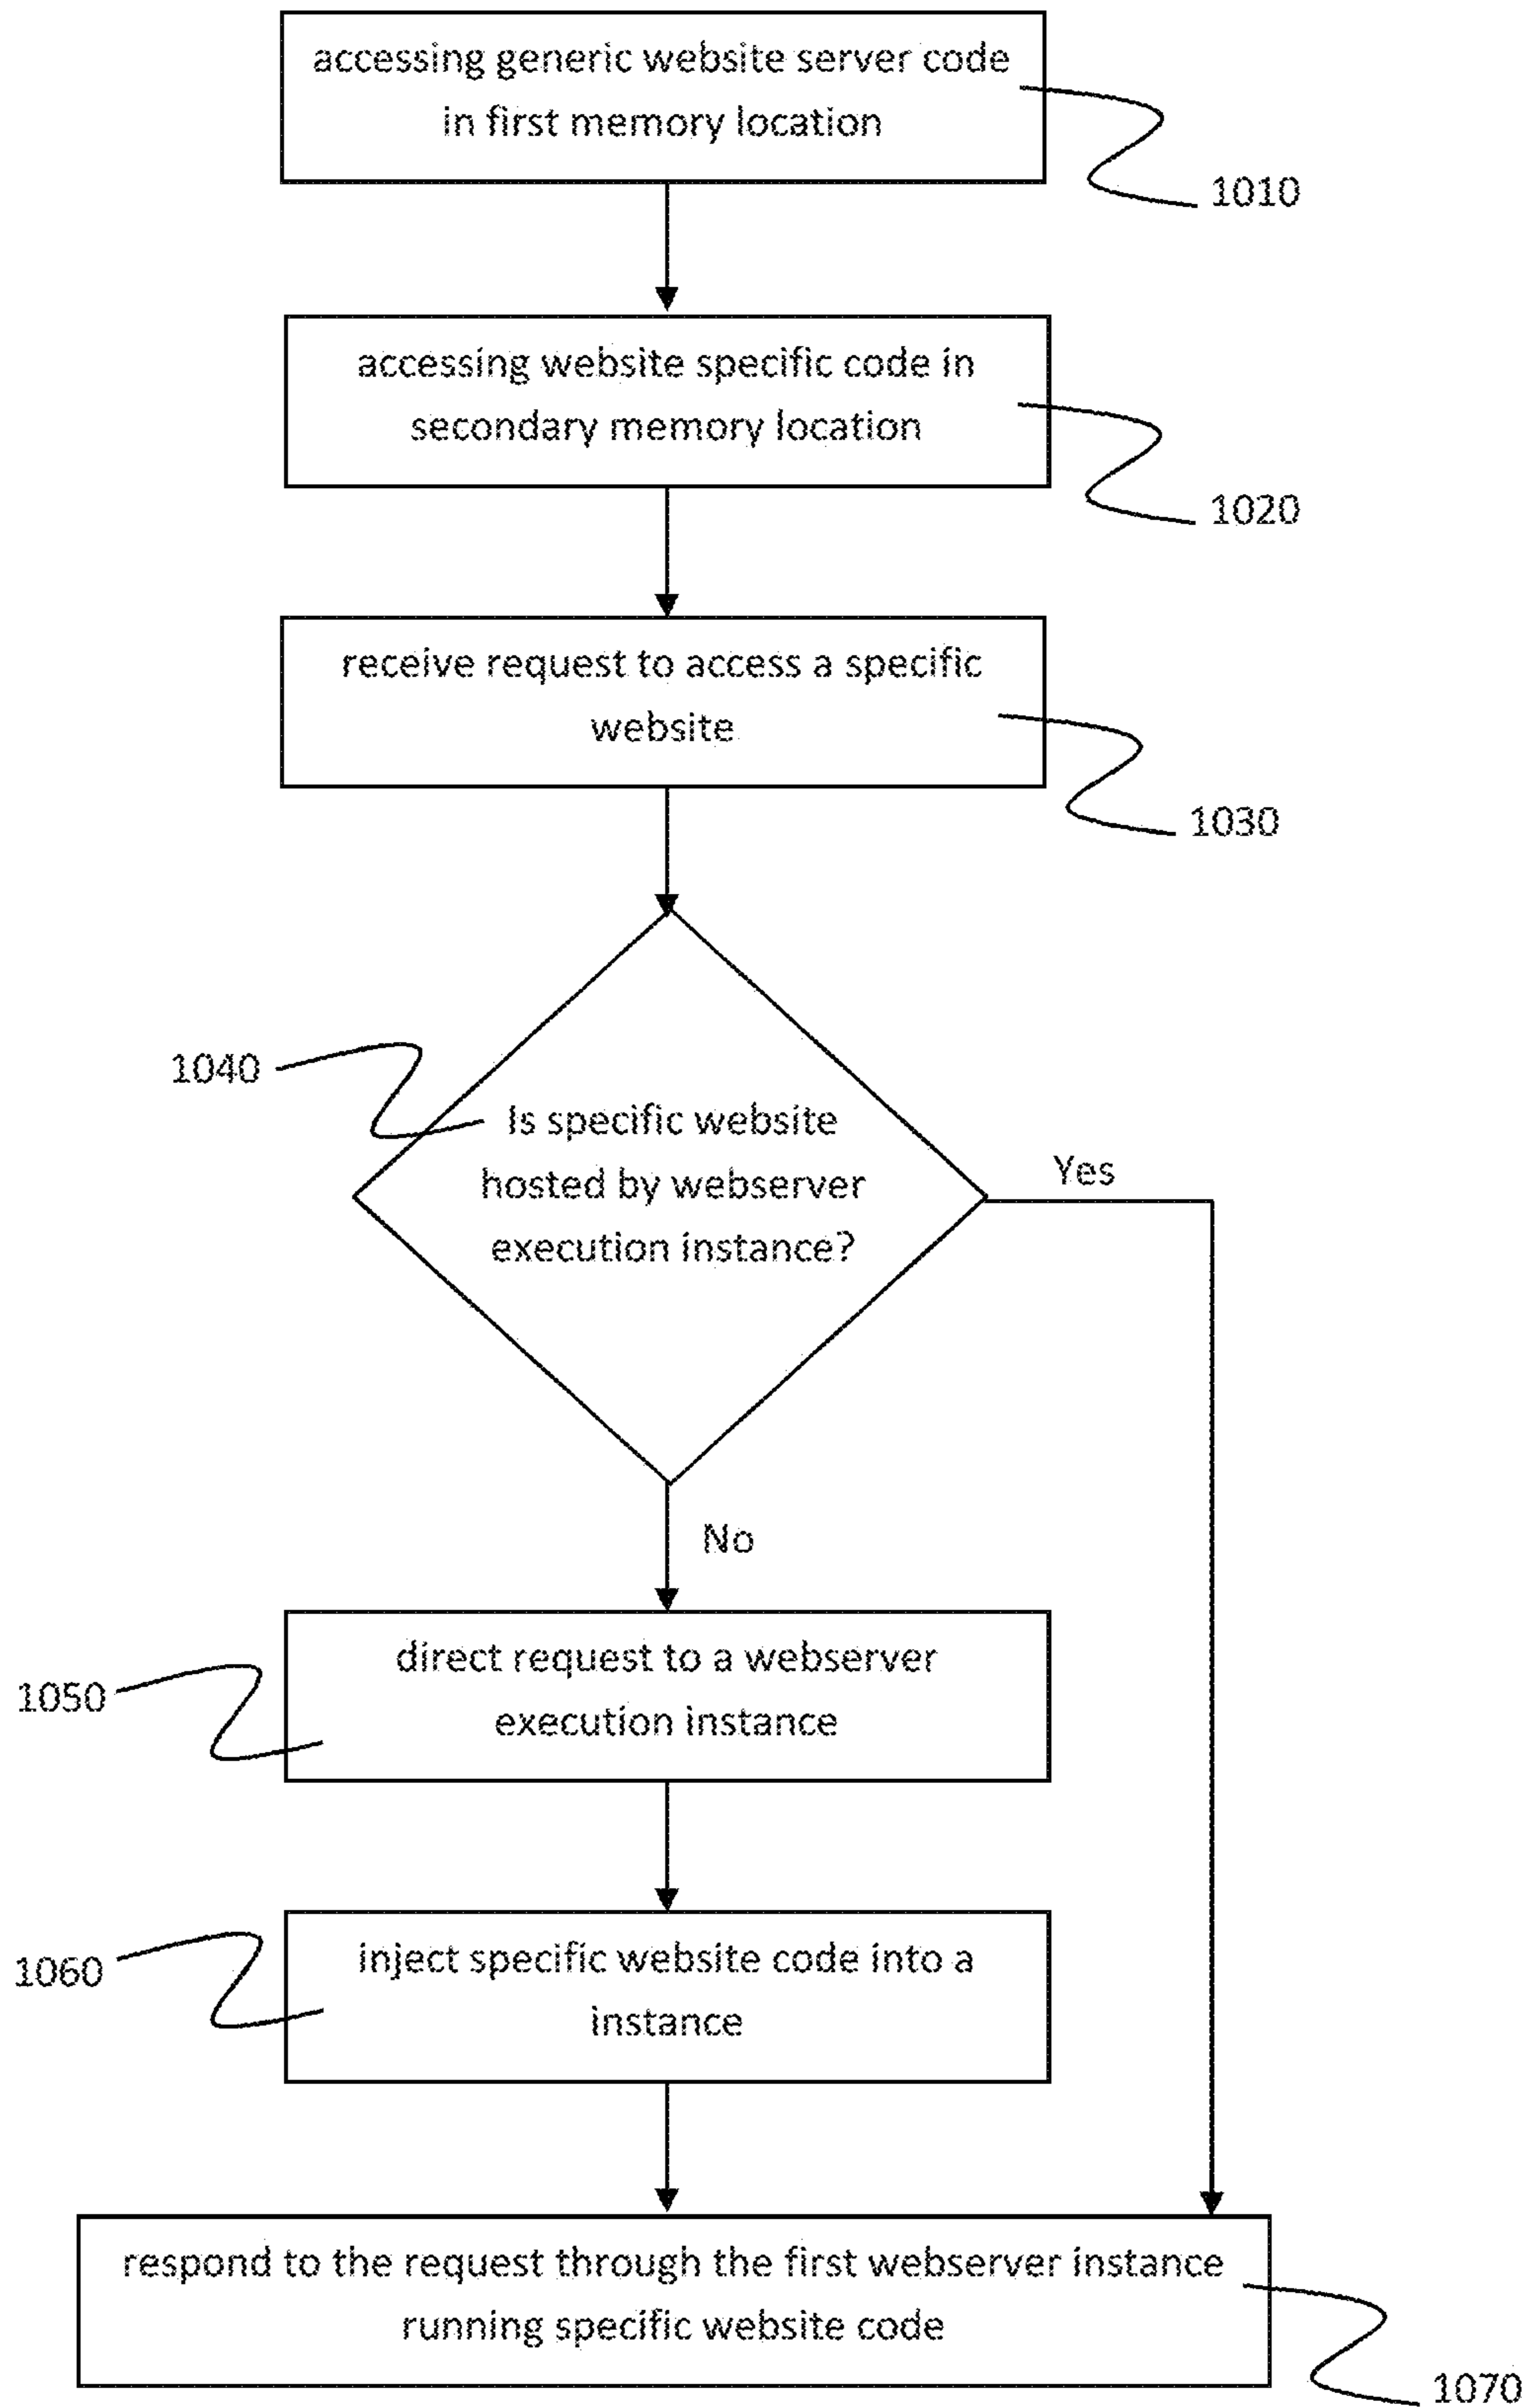 accessing generic website server code
in first memory location
1010
accessing website specific code in
secondary memory location
1020
receive request to access a specific
website
1030
1040
Is specific website
hosted by webserver
execution instance?
Yes
No
direct request to a webserver
execution instance
1050
inject specific website code into a
instance
1060
respond to the request through the first webserver instance
running specific website code
1070